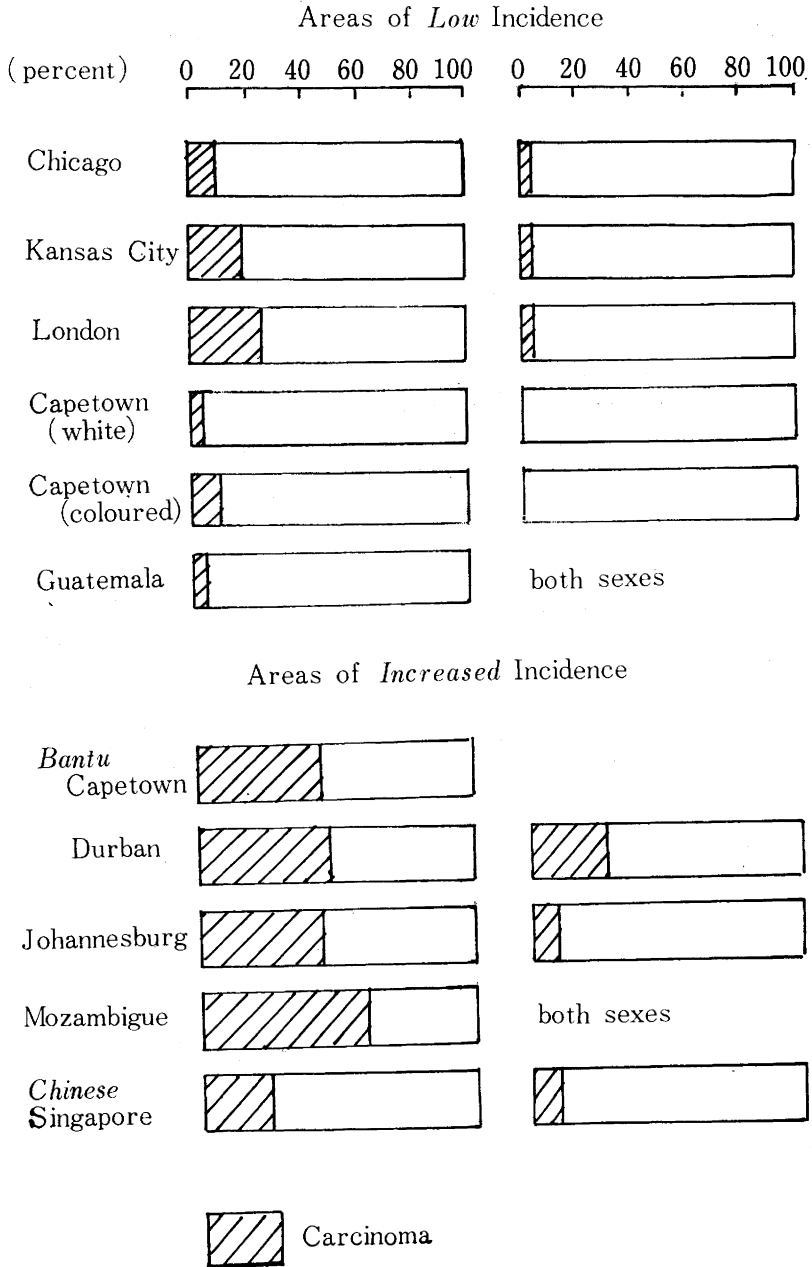 Areas of Low Incidence
(percent) 0 20 40 60 80 100 0 20 40 60 80 100
Chicago
Kansas City
London
Capetown
(white)
Capetown
(coloured)
Guatemala both sexes
Areas of Increased Incidence
Bantu
Capetown
Durban
Johannesburg
Mozambigue both sexes
Chinese
Singapore
Carcinoma